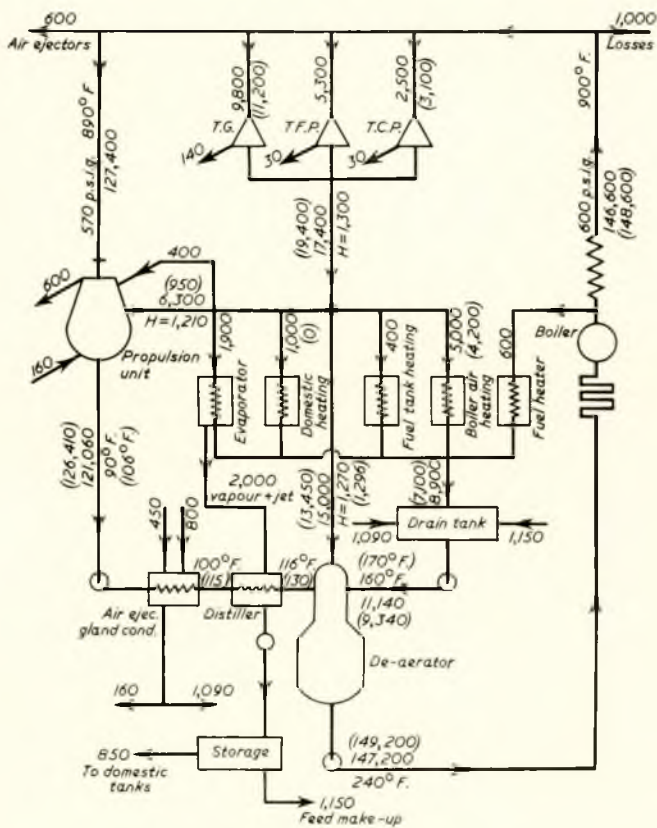 600
Air ejectors
1,000
Losses
890° F.
570 p.s.i.g.
127,400
9,800
(11,200)
5,300
2,500
(3,100)
900° F.
600 p.s.i.g.
146,600
(148,600)
T.G.
T.F.P.
T.C.P.
140
30
30
(19,400)
17,400
H=1,300
400
600
(950)
6,300
H=1,210
160
Propulsion
unit
1,900
1,000
(0)
400
5,000
(4,200)
600
Boiler
Evaporator
Domestic
heating
Fuel tank heating
Boiler air
heating
Fuel heater
(126,410)
121,060
90° F.
(106° F.)
2,000
vapour + jet
(13,450)
15,000
H=1,270
(1,296)
(7,100)
8,900
Drain tank
1,090
1,150
450
800
100° F.
(115)
116° F.
(130)
(170° F.)
160° F.
11,140
(9,340)
Air ejec.
gland cond.
Distiller
De-aerator
160
1,090
850
To domestic
tanks
Storage
1,150
Feed make-up
(149,200)
147,200
240° F.